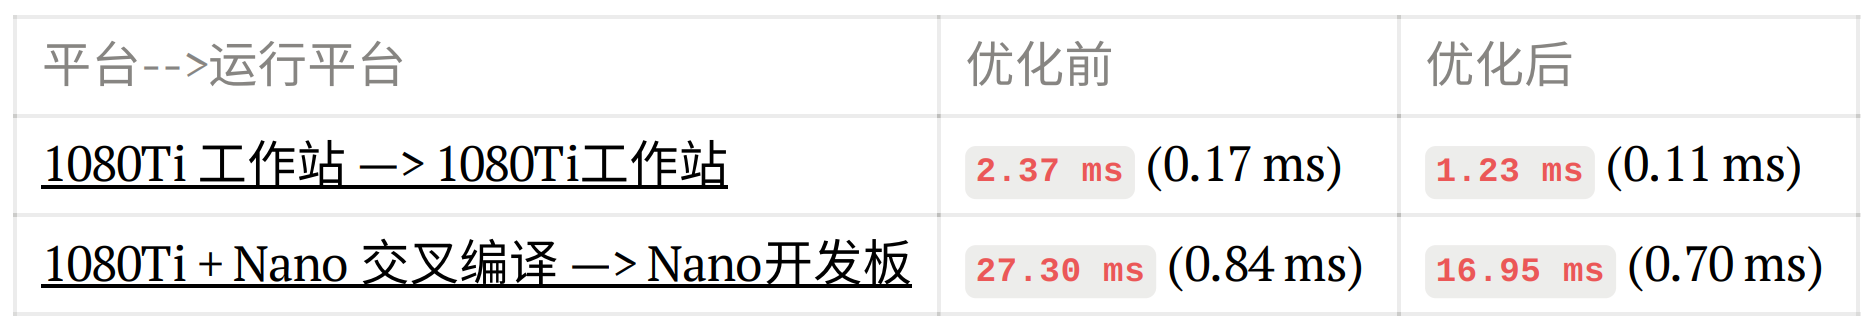 平台-->运行平台 优化前 优化后
1080Ti 工作站 —> 1080Ti工作站 2.37 ms (0.17 ms) 1.23 ms (0.11 ms)
1080Ti + Nano 交叉编译 —> Nano开发板 27.30 ms (0.84 ms) 16.95 ms (0.70 ms)